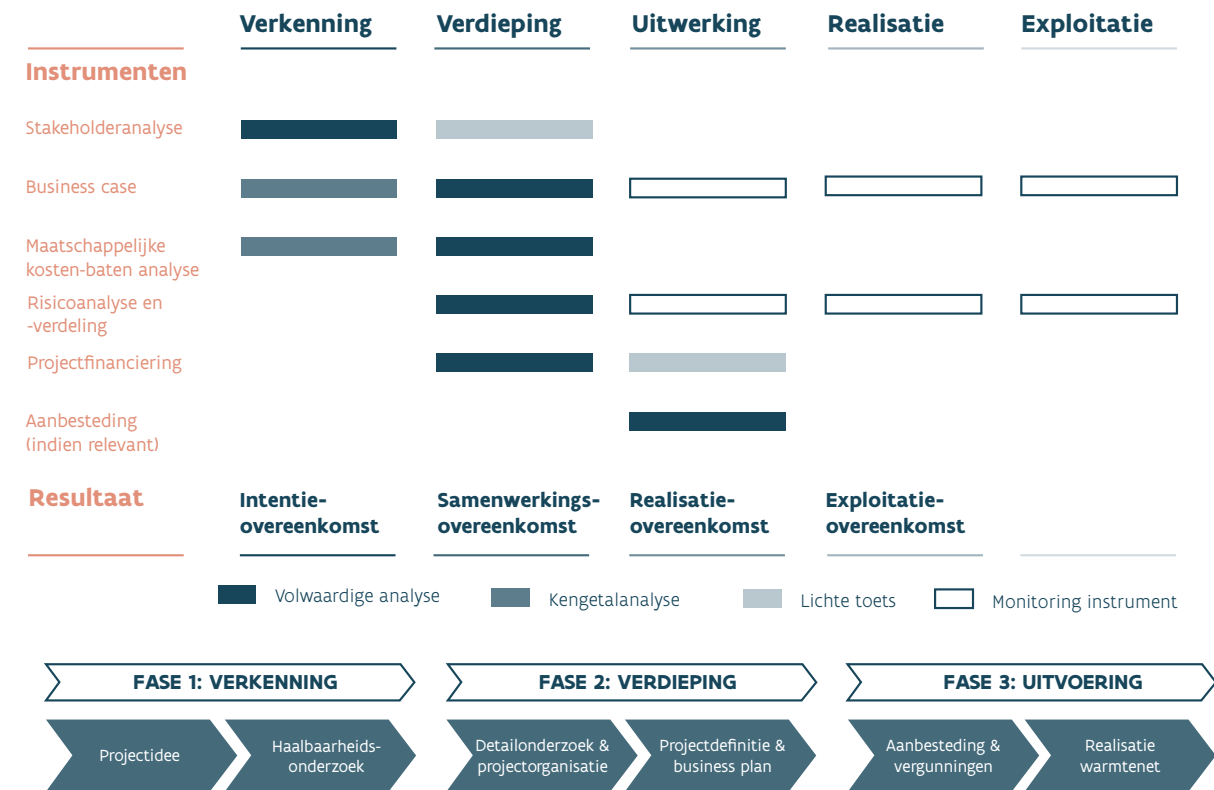 Verkenning
Verdieping
Uitwerking
Realisatie
Exploitatie
Instrumenten
Stakeholderanalyse
Business case
Maatschappelijke
kosten-baten analyse
Risicoanalyse en
-verdeling
Projectfinanciering
Aanbesteding
(indien relevant)
Resultaat
Intentie-
overeenkomst
Samenwerkings-
overeenkomst
Realisatie-
overeenkomst
Exploitatie-
overeenkomst
Volwaardige analyse
Kengetalanalyse
Lichte toets
Monitoring instrument
FASE 1: VERKENNING
FASE 2: VERDIEPING
FASE 3: UITVOERING
Projectidee
Haalbaarheids-
onderzoek
Detailonderzoek &
projectorganisatie
Projectdefinitie &
business plan
Aanbesteding &
vergunningen
Realisatie
warmtenet